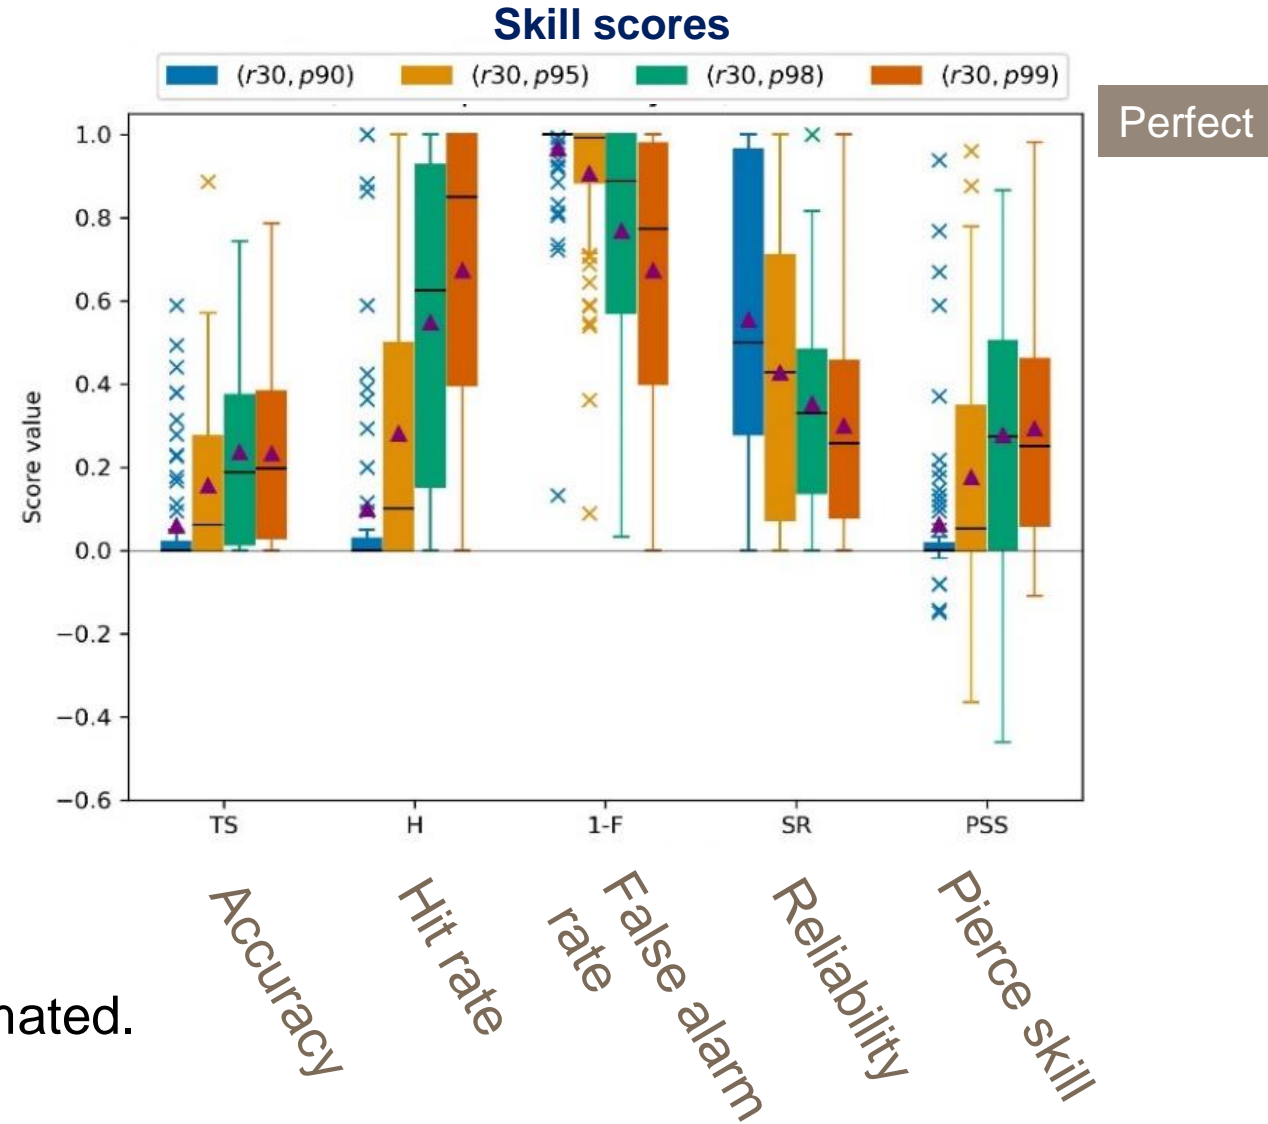 Skill scores
(r30, p90) (r30, p95) (r30, p98) (r30, p99)
Perfect
1.0
0.8
0.6
0.4
0.2
0.0
−0.2
−0.4
−0.6
Score value
TS H 1-F SR PSS
Accuracy
Hit rate
False alarm
rate
Reliability
Pierce skill
nated.